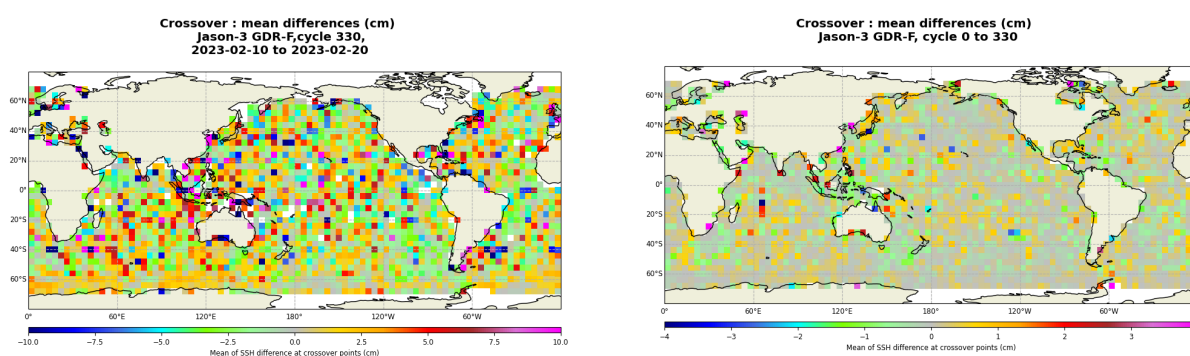 Crossover : mean differences (cm)
Jason-3 GDR-F,cycle 330,
2023-02-10 to 2023-02-20
60°N
40°N
20°N
0°
20°S
40°S
60°S
0°
60°E
120°E
180°
120°W
60°W
−10.0
−7.5
−5.0
−2.5
0.0
2.5
5.0
7.5
10.0
Mean of SSH difference at crossover points (cm)
Crossover : mean differences (cm)
Jason-3 GDR-F, cycle 0 to 330
60°N
40°N
20°N
0°
20°S
40°S
60°S
0°
60°E
120°E
180°
120°W
60°W
−4
−3
−2
−1
0
1
2
3
Mean of SSH difference at crossover points (cm)